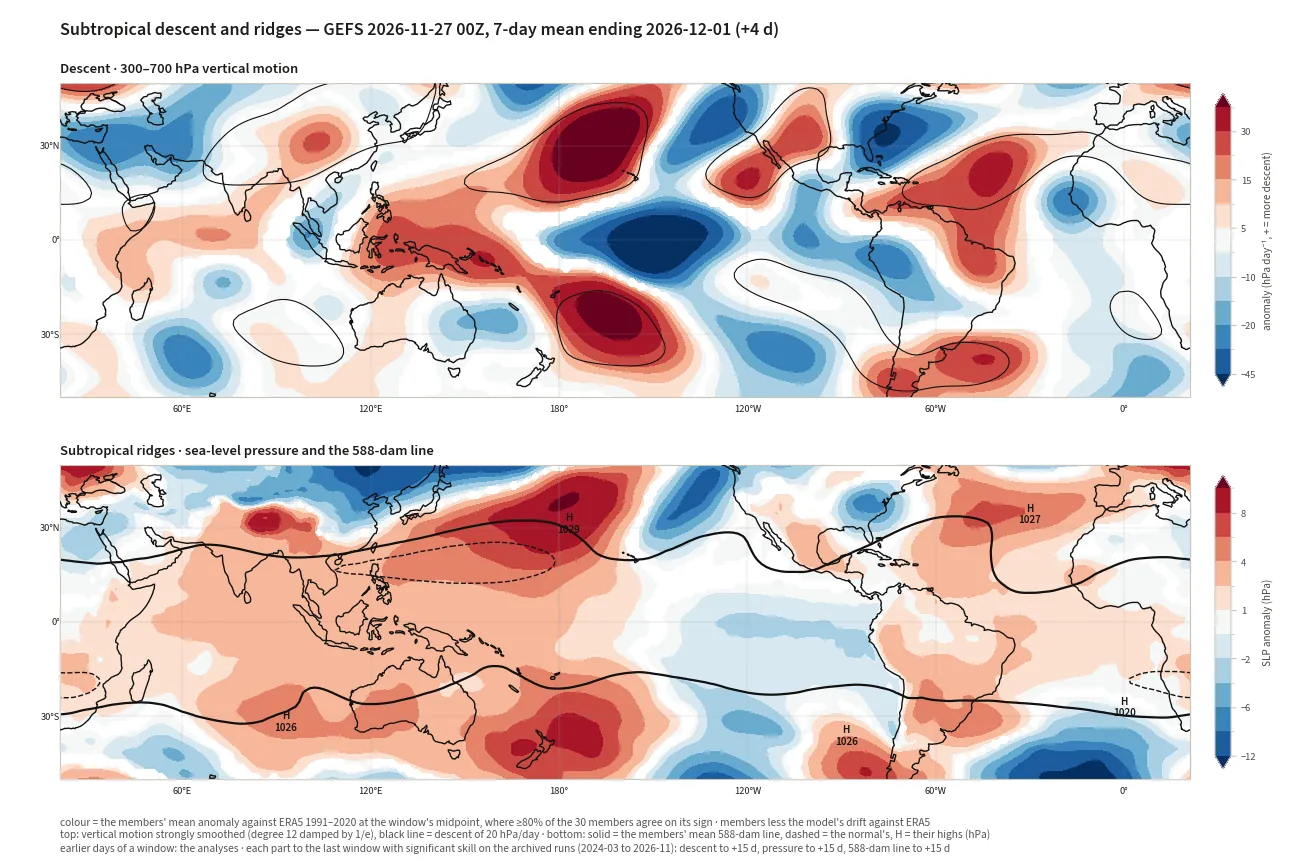 Subtropical descent and ridges — GEFS 2026-11-27 00Z, 7-day mean ending 2026-12-01 (+4 d)
Descent · 300–700 hPa vertical motion
30°N
0°
30°S
60°E
120°E
180°
120°W
60°W
0°
30
15
5
−10
−20
−45
anomaly (hPa day⁻¹, + = more descent)
Subtropical ridges · sea-level pressure and the 588-dam line
30°N
0°
30°S
H
1029
H
1027
H
1026
H
1026
H
1020
60°E
120°E
180°
120°W
60°W
0°
8
4
1
−2
−6
−12
SLP anomaly (hPa)
colour = the members' mean anomaly against ERA5 1991–2020 at the window's midpoint, where ≥80% of the 30 members agree on its sign · members less the model's drift against ERA5
top: vertical motion strongly smoothed (degree 12 damped by 1/e), black line = descent of 20 hPa/day · bottom: solid = the members' mean 588-dam line, dashed = the normal's, H = their highs (hPa)
earlier days of a window: the analyses · each part to the last window with significant skill on the archived runs (2024-03 to 2026-11): descent to +15 d, pressure to +15 d, 588-dam line to +15 d